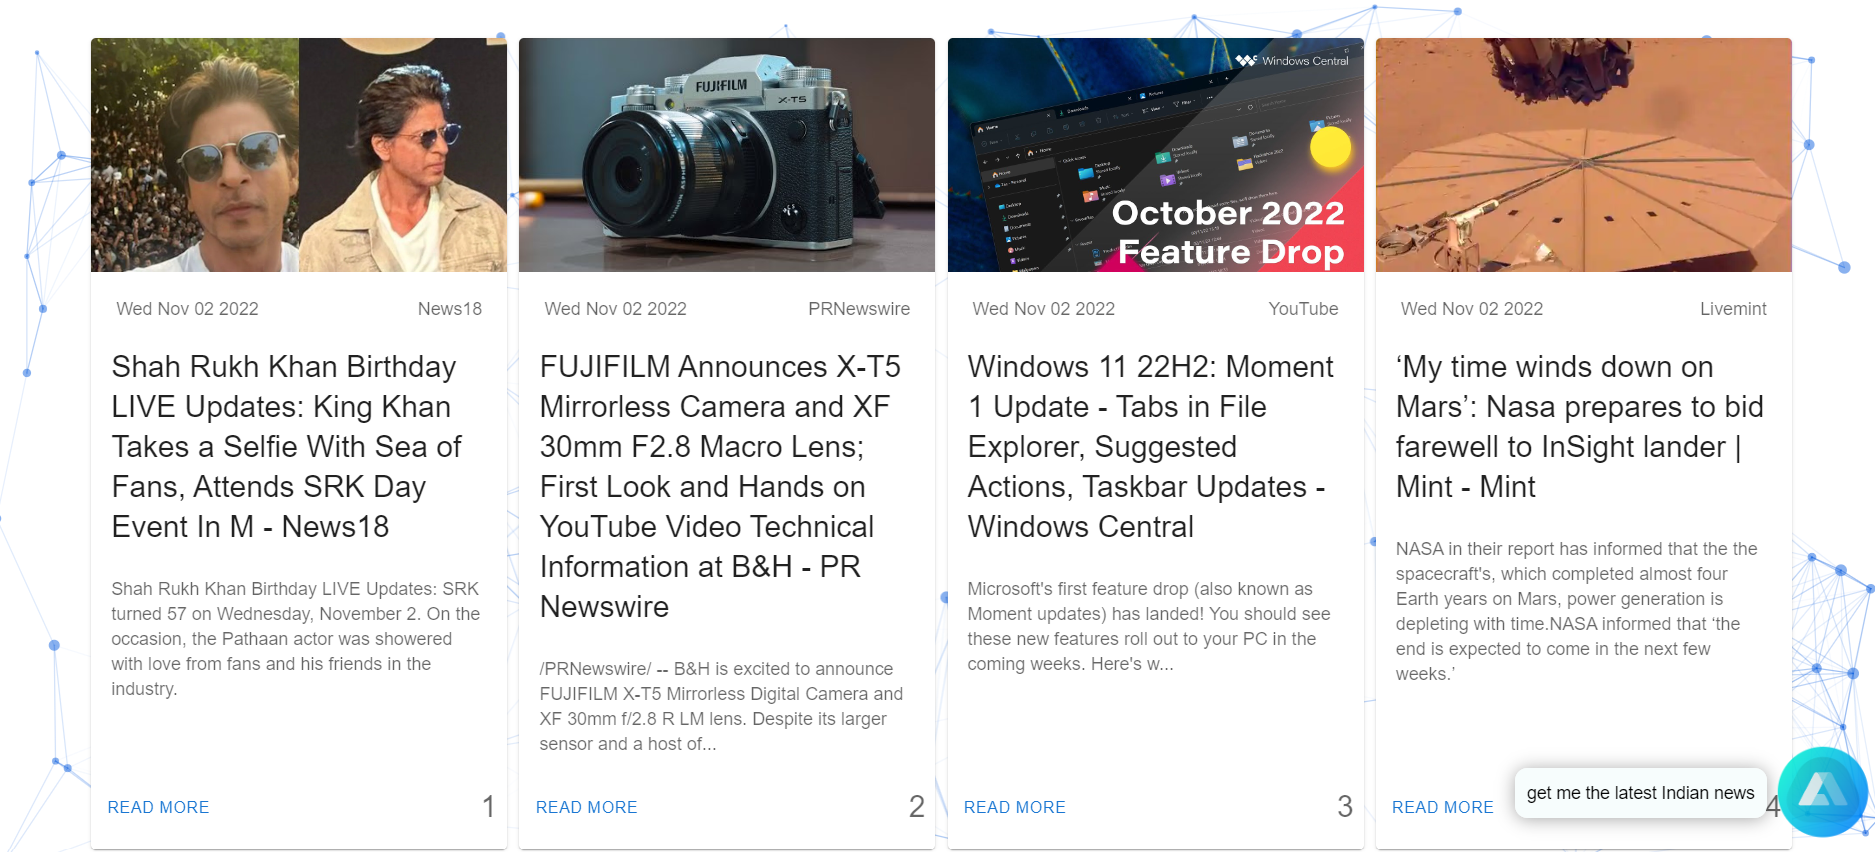 FUJIFILM
X-T5
Windows Central
October 2022
Feature Drop
Wed Nov 02 2022
News18
Shah Rukh Khan Birthday
LIVE Updates: King Khan
Takes a Selfie With Sea of
Fans, Attends SRK Day
Event In M - News18
Shah Rukh Khan Birthday LIVE Updates: SRK
turned 57 on Wednesday, November 2. On the
occasion, the Pathaan actor was showered
with love from fans and his friends in the
industry.
READ MORE
1
Wed Nov 02 2022
PRNewswire
FUJIFILM Announces X-T5
Mirrorless Camera and XF
30mm F2.8 Macro Lens;
First Look and Hands on
YouTube Video Technical
Information at B&H - PR
Newswire
/PRNewswire/ -- B&H is excited to announce
FUJIFILM X-T5 Mirrorless Digital Camera and
XF 30mm f/2.8 R LM lens. Despite its larger
sensor and a host of...
READ MORE
2
Wed Nov 02 2022
YouTube
Windows 11 22H2: Moment
1 Update - Tabs in File
Explorer, Suggested
Actions, Taskbar Updates -
Windows Central
Microsoft's first feature drop (also known as
Moment updates) has landed! You should see
these new features roll out to your PC in the
coming weeks. Here's w...
READ MORE
3
Wed Nov 02 2022
Livemint
‘My time winds down on
Mars’: Nasa prepares to bid
farewell to InSight lander |
Mint - Mint
NASA in their report has informed that the the
spacecraft's, which completed almost four
Earth years on Mars, power generation is
depleting with time.NASA informed that ‘the
end is expected to come in the next few
weeks.’
READ MORE
get me the latest Indian news
4